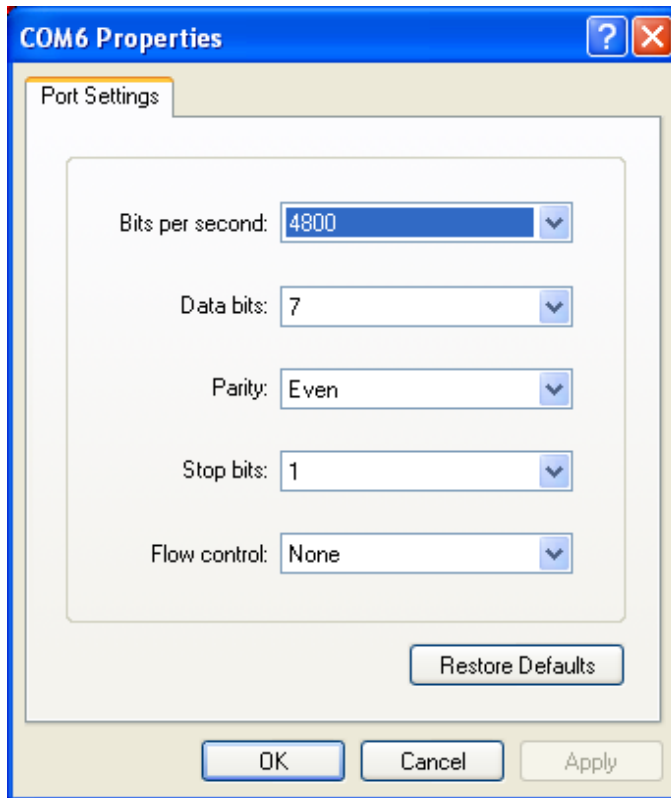 COM6 Properties
Port Settings
Bits per second: 4800
Data bits: 7
Parity: Even
Stop bits: 1
Flow control: None
Restore Defaults
OK Cancel Apply